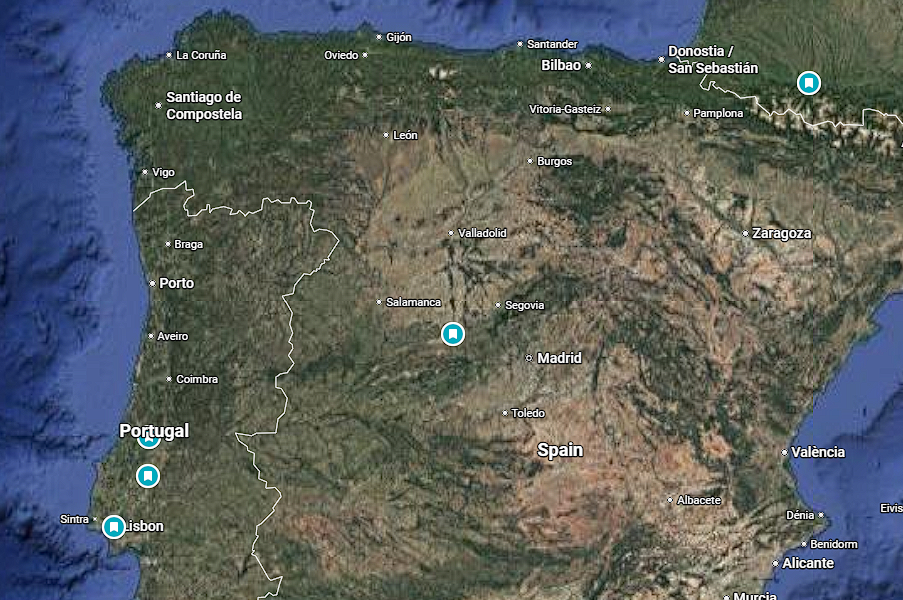 Gijón
La Coruña
Oviedo
Santander
Bilbao
Donostia /
San Sebastián
Santiago de
Compostela
Vitoria-Gasteiz
Pamplona
León
Burgos
Vigo
Valladolid
Zaragoza
Braga
Porto
Salamanca
Segovia
Aveiro
Madrid
Coimbra
Toledo
Portugal
Spain
València
Albacete
Eivis
Sintra
Lisbon
Dénia
Benidorm
Alicante
Murcia